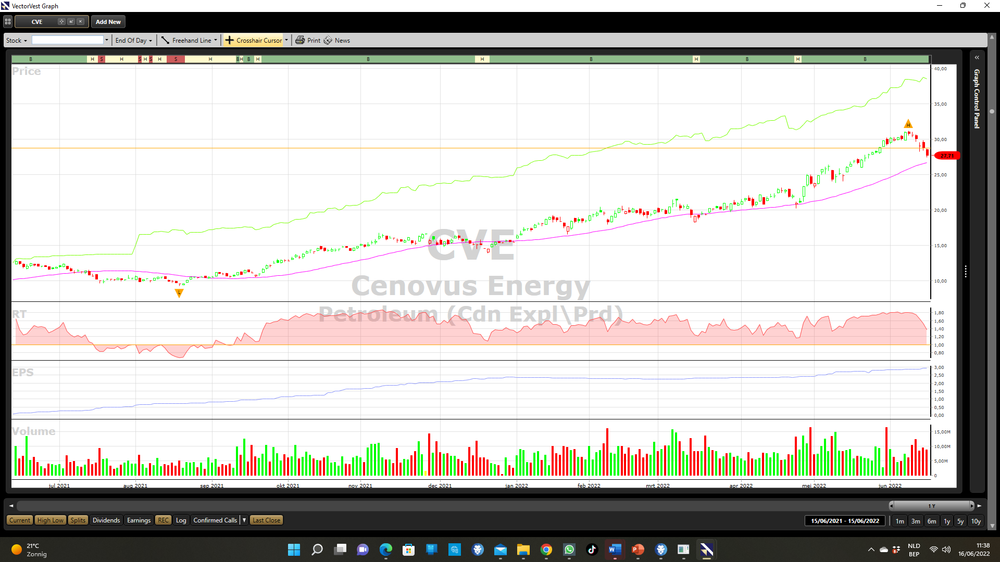 VectorVest Graph
CVE
Add New
Stock
End Of Day
Freehand Line
Crosshair Cursor
Print
News
B H S H S H S H S H B H B H B H B H B H B
Price
40,00
35,00
30,00
27,71
25,00
20,00
15,00
10,00
H
L
CVE
Cenovus Energy
Petroleum (Cdn Expl\Prd)
RT
1,80
1,60
1,40
1,20
1,00
0,80
EPS
3,00
2,50
2,00
1,50
1,00
0,50
0,00
Volume
15,00M
10,00M
5,00M
0
jul 2021 aug 2021 sep 2021 okt 2021 nov 2021 dec 2021 jan 2022 feb 2022 mrt 2022 apr 2022 mei 2022 jun 2022
Graph Control Panel
1 Y
Current High Low Splits Dividends Earnings REC Log Confirmed Calls Last Close
15/06/2021 - 15/06/2022 1m 3m 6m 1y 5y 10y
21°C
Zonnig
NLD
BEP
11:38
16/06/2022